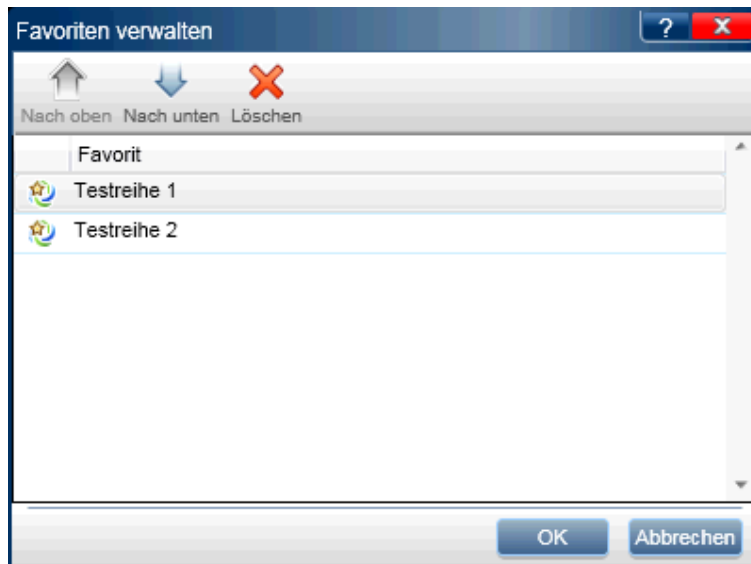 Favoriten verwalten
?
Nach oben Nach unten Löschen
Favorit
Testreihe 1
Testreihe 2
OK Abbrechen